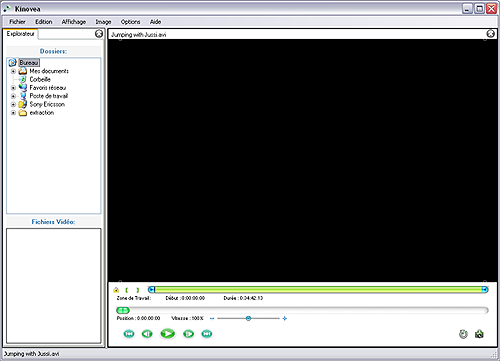 Kinovea
Fichier Edition Affichage Image Options Aide
Explorateur
Jumping with Jussi.avi
Dossiers:
Bureau
Mes documents
Corbeille
Favoris réseau
Poste de travail
Sony Ericsson
extraction
Fichiers Vidéo:
Zone de Travail : Début : 0:00:00:00 Durée : 0:34:42:13
Position : 0:00:00:00 Vitesse : 100%
Jumping with Jussi.avi